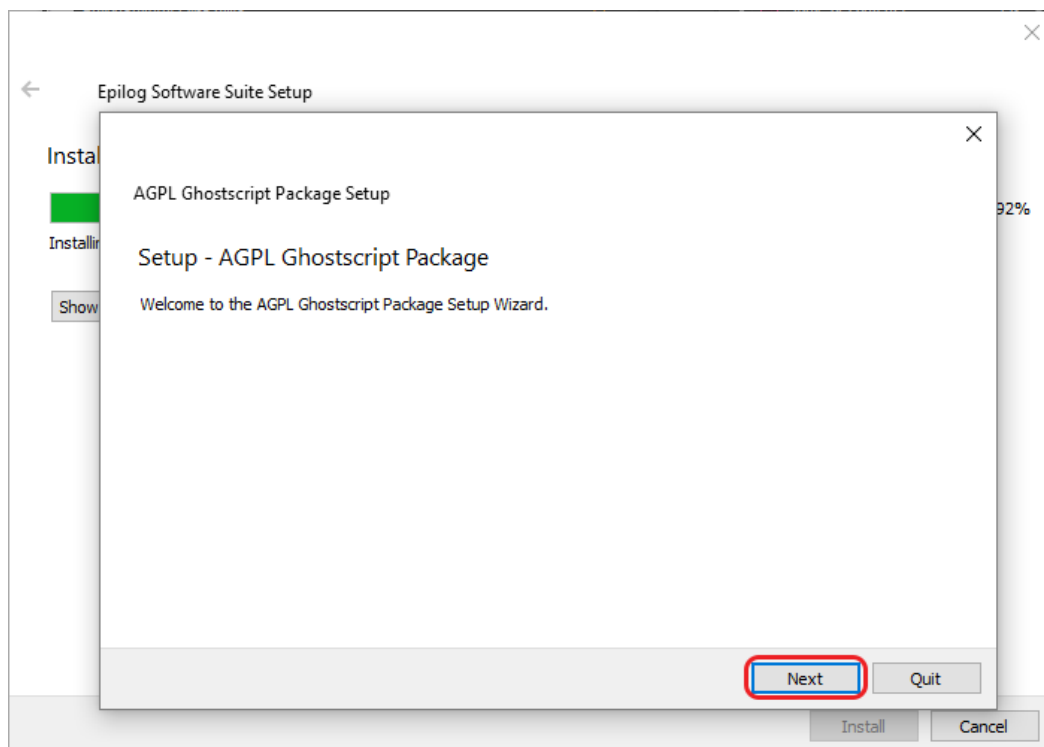 Epilog Software Suite Setup
Instal
92%
Installin
Show
AGPL Ghostscript Package Setup
Setup - AGPL Ghostscript Package
Welcome to the AGPL Ghostscript Package Setup Wizard.
Next
Quit
Install
Cancel